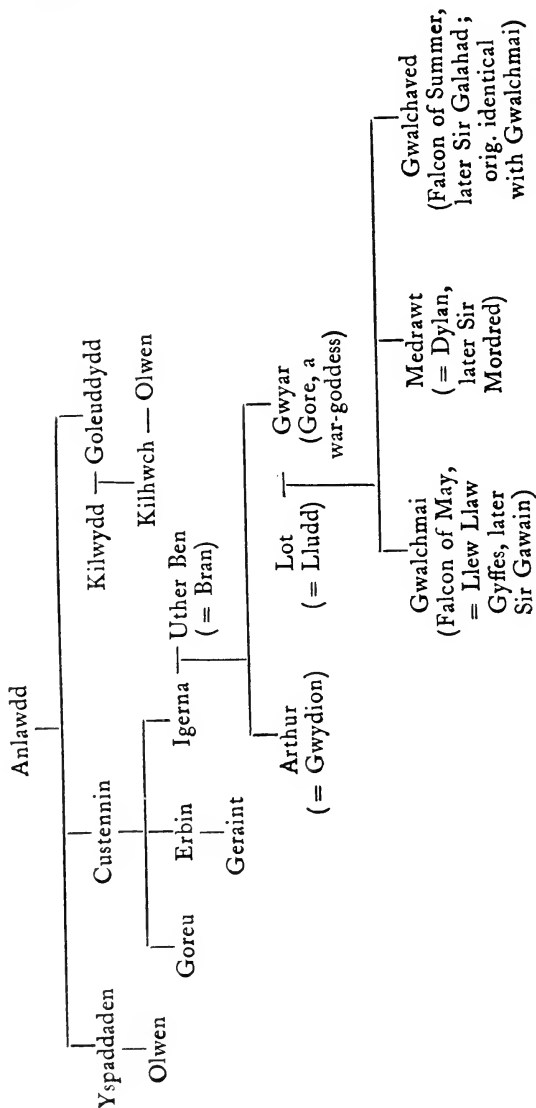 Anlawdd
Yspaddaden
Olwen
Custennin
Kilwydd — Goleuddydd
Kilhwch — Olwen
Goreu
Erbin
Geraint
Igerna — Uther Ben
(= Bran)
Arthur
(= Gwydion)
Lot — Gwyar
(= Lludd) (Gore, a
war-goddess)
Gwalchmai
(Falcon of May,
= Llew Llaw
Gyffes, later
Sir Gawain)
Medrawt
(= Dylan,
later Sir
Mordred)
Gwalchaved
(Falcon of Summer,
later Sir Galahad;
orig. identical
with Gwalchmai)